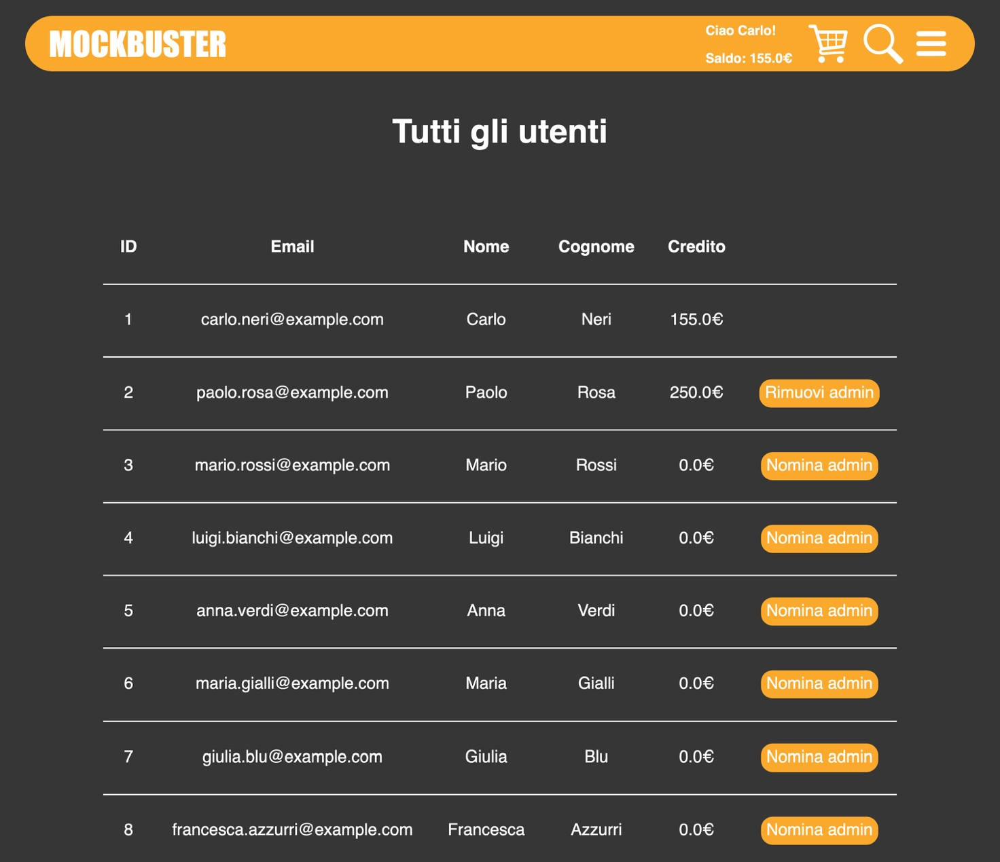 MOCKBUSTER
Ciao Carlo!
Saldo: 155.0€
Tutti gli utenti
ID Email Nome Cognome Credito
1 carlo.neri@example.com Carlo Neri 155.0€
2 paolo.rosa@example.com Paolo Rosa 250.0€ Rimuovi admin
3 mario.rossi@example.com Mario Rossi 0.0€ Nomina admin
4 luigi.bianchi@example.com Luigi Bianchi 0.0€ Nomina admin
5 anna.verdi@example.com Anna Verdi 0.0€ Nomina admin
6 maria.gialli@example.com Maria Gialli 0.0€ Nomina admin
7 giulia.blu@example.com Giulia Blu 0.0€ Nomina admin
8 francesca.azzurri@example.com Francesca Azzurri 0.0€ Nomina admin